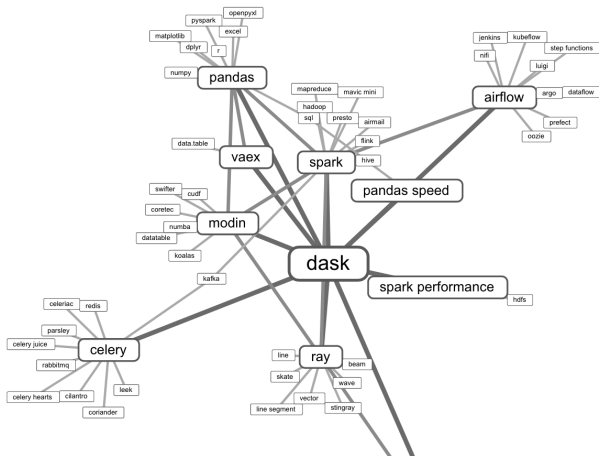 openpyxl
pyspark
excel
matplotlib
dplyr
r
pandas
numpy
jenkins
kubeflow
step functions
nifi
luigi
airflow
argo
dataflow
prefect
oozie
mapreduce
mavic mini
hadoop
sql
presto
airmail
flink
spark
hive
data.table
vaex
pandas speed
swifter
cudf
coretec
modin
numba
datatable
koalas
dask
kafka
spark performance
hdfs
celeriac
redis
parsley
celery juice
celery
rabbitmq
celery hearts
cilantro
leek
coriander
line
ray
beam
skate
wave
vector
line segment
stingray